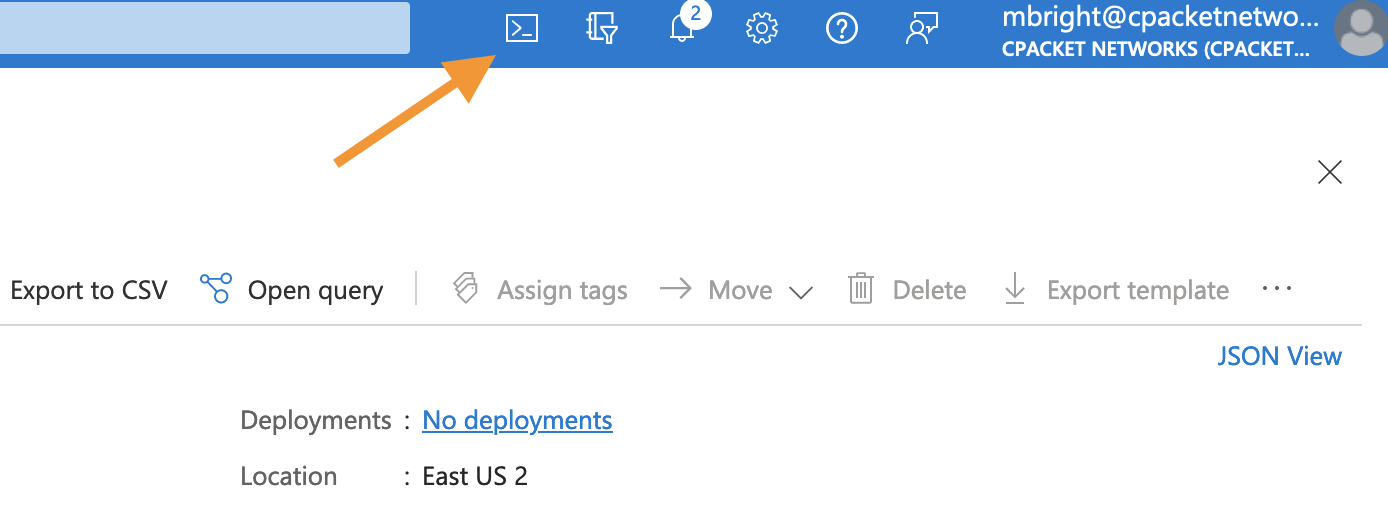 2
mbright@cpacketnetwo...
CPACKET NETWORKS (CPACKET...
Export to CSV Open query Assign tags Move Delete Export template ...
JSON View
Deployments : No deployments
Location : East US 2